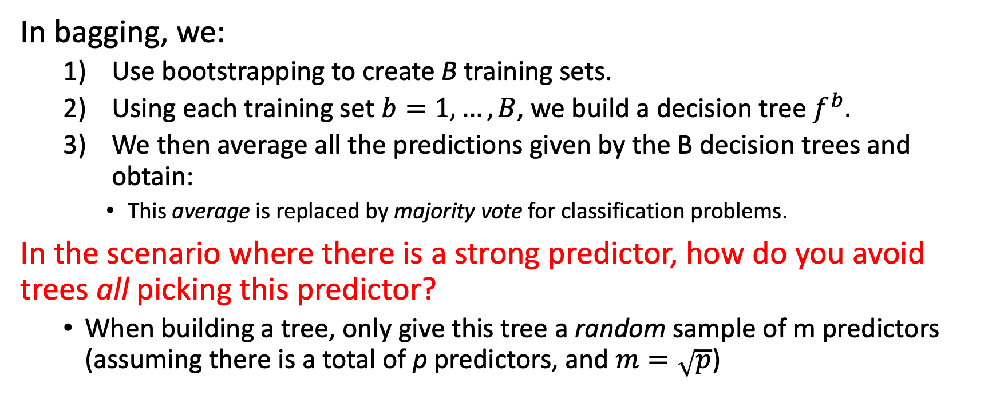 In bagging, we:
1) Use bootstrapping to create B training sets.
2) Using each training set b = 1, … , B, we build a decision tree fᵇ.
3) We then average all the predictions given by the B decision trees and
obtain:
• This average is replaced by majority vote for classification problems.
In the scenario where there is a strong predictor, how do you avoid
trees all picking this predictor?
• When building a tree, only give this tree a random sample of m predictors
(assuming there is a total of p predictors, and m = √p)